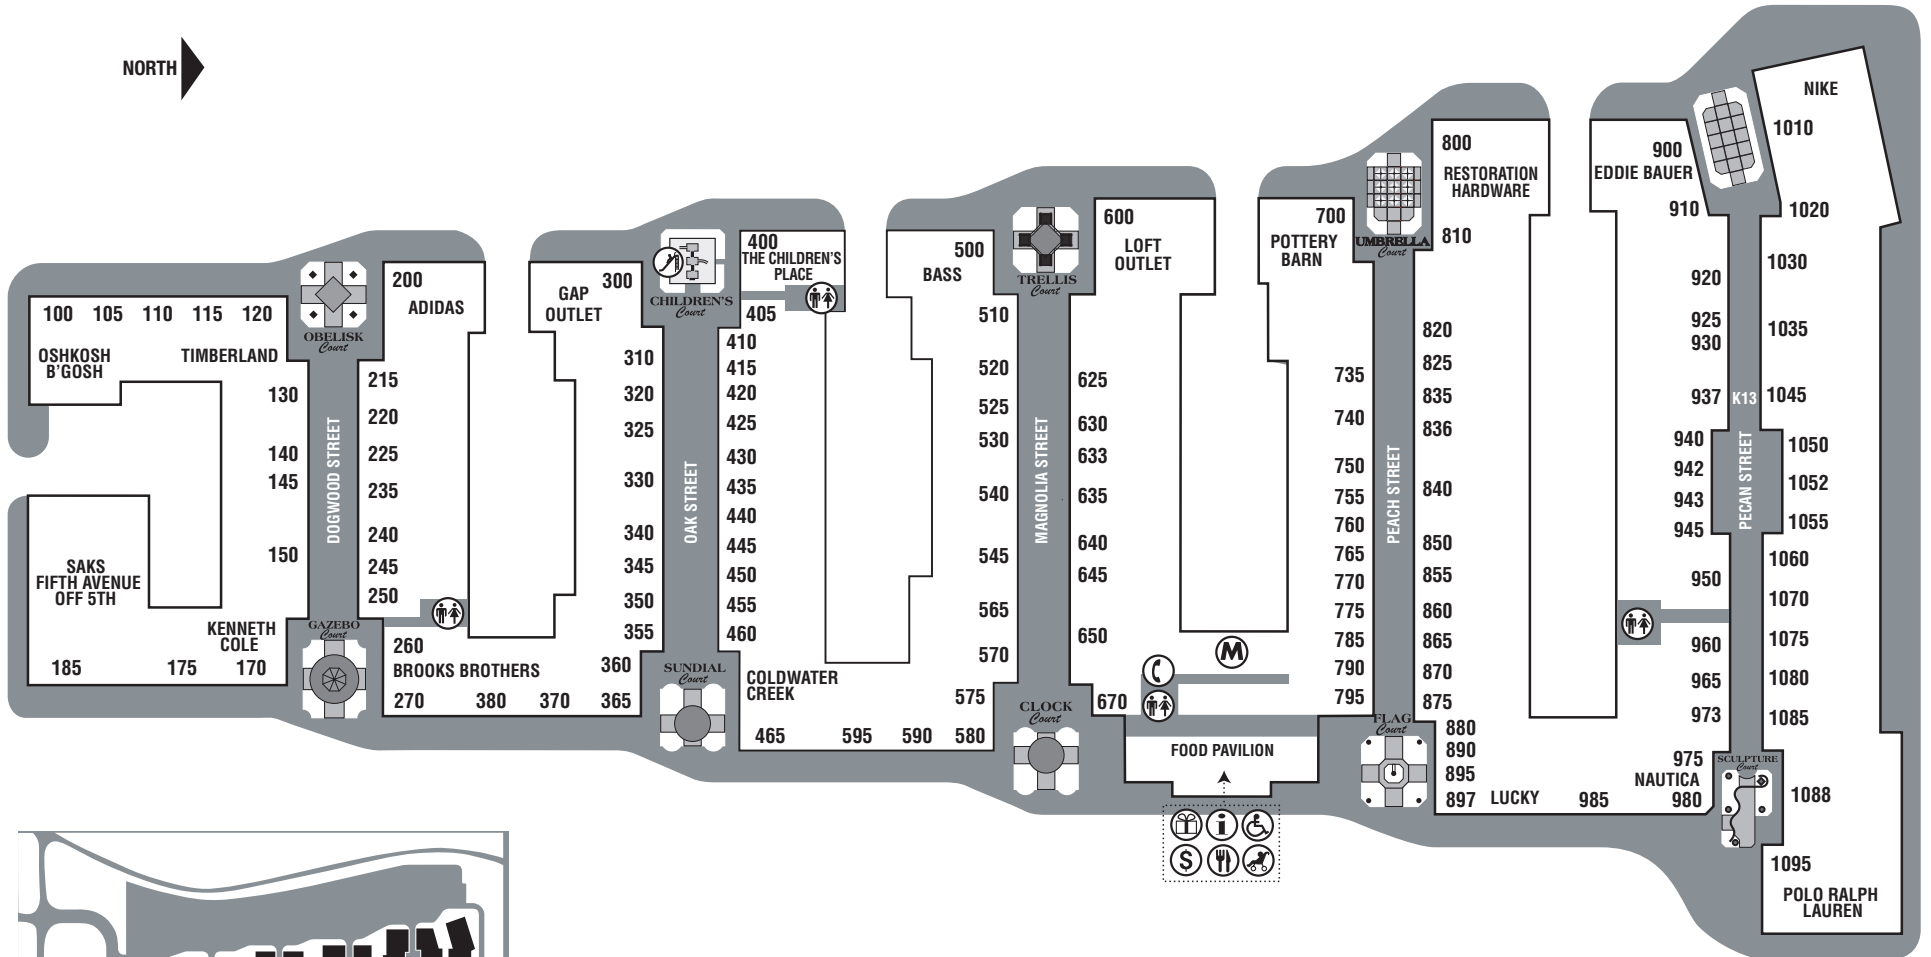 NORTH
100 105 110 115 120
OSHKOSH
B'GOSH
TIMBERLAND
130
140
145
150
SAKS
FIFTH AVENUE
OFF 5TH
KENNETH
COLE
185 175 170
OBELISK
Court
DOGWOOD STREET
GAZEBO
Court
200
ADIDAS
215
220
225
235
240
245
250
260
BROOKS BROTHERS
270 380 370 365
300
GAP
OUTLET
310
320
325
330
340
345
350
355
360
CHILDREN'S
Court
OAK STREET
SUNDIAL
Court
400
THE CHILDREN'S
PLACE
405
410
415
420
425
430
435
440
445
450
455
460
COLDWATER
CREEK
465 595 590 580
500
BASS
510
520
525
530
540
545
565
570
575
TRELLIS
Court
MAGNOLIA STREET
CLOCK
Court
600
LOFT
OUTLET
625
630
633
635
640
645
650
670
M
FOOD PAVILION
i
$
700
POTTERY
BARN
735
740
750
755
760
765
770
775
785
790
795
UMBRELLA
Court
PEACH STREET
FLAG
Court
800
RESTORATION
HARDWARE
810
820
825
835
836
840
850
855
860
865
870
875
880
890
895
897 LUCKY 985 980
900
EDDIE BAUER
910
920
925
930
937
940
942
943
945
950
960
965
973
975
NAUTICA
K13
PECAN STREET
SCULPTURE
Court
NIKE
1010
1020
1030
1035
1045
1050
1052
1055
1060
1070
1075
1080
1085
1088
1095
POLO RALPH
LAUREN